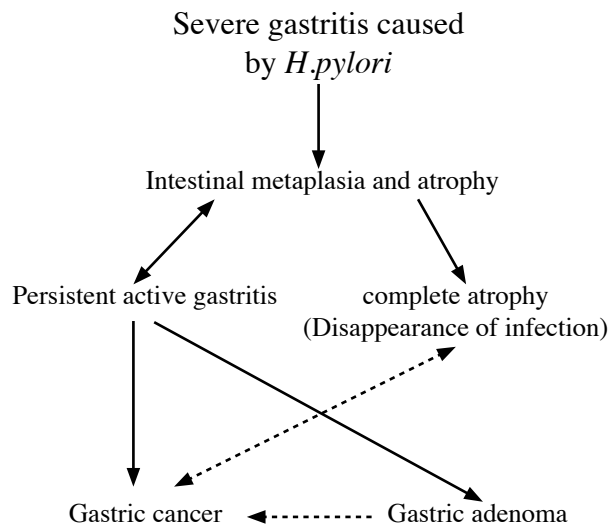 Severe gastritis caused
by H.pylori
Intestinal metaplasia and atrophy
Persistent active gastritis
complete atrophy
(Disappearance of infection)
Gastric cancer
Gastric adenoma